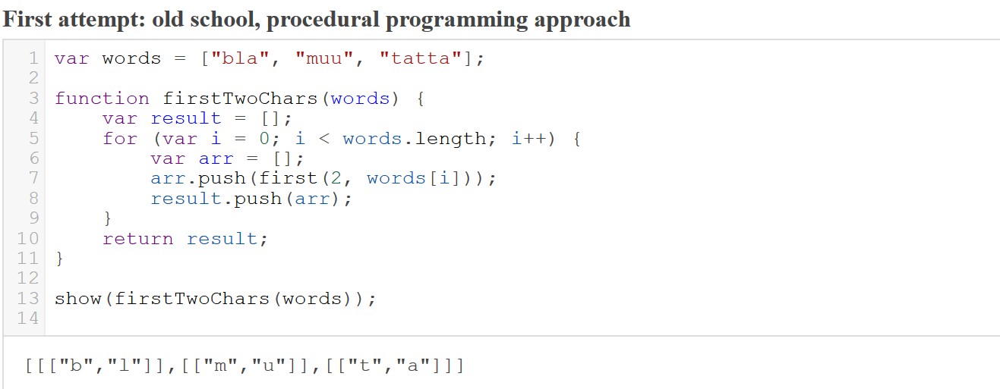 First attempt: old school, procedural programming approach
1 var words = ["bla", "muu", "tatta"];
2
3 function firstTwoChars(words) {
4     var result = [];
5     for (var i = 0; i < words.length; i++) {
6         var arr = [];
7         arr.push(first(2, words[i]));
8         result.push(arr);
9     }
10     return result;
11 }
12
13 show(firstTwoChars(words));
14
[[["b","l"]],[["m","u"]],[["t","a"]]]